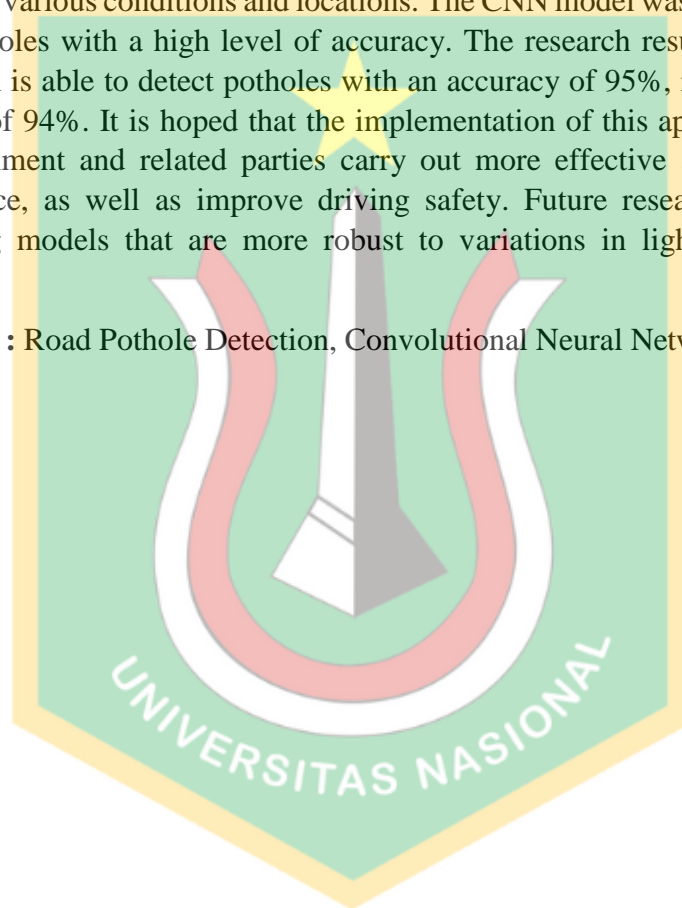 various conditions and locations. The CNN model was
oles with a high level of accuracy. The research resu
is able to detect potholes with an accuracy of 95%,
of 94%. It is hoped that the implementation of this ap
nment and related parties carry out more effective
ce, as well as improve driving safety. Future resea
models that are more robust to variations in ligh
: Road Pothole Detection, Convolutional Neural Netw
UNIVERSITAS NASIONAL